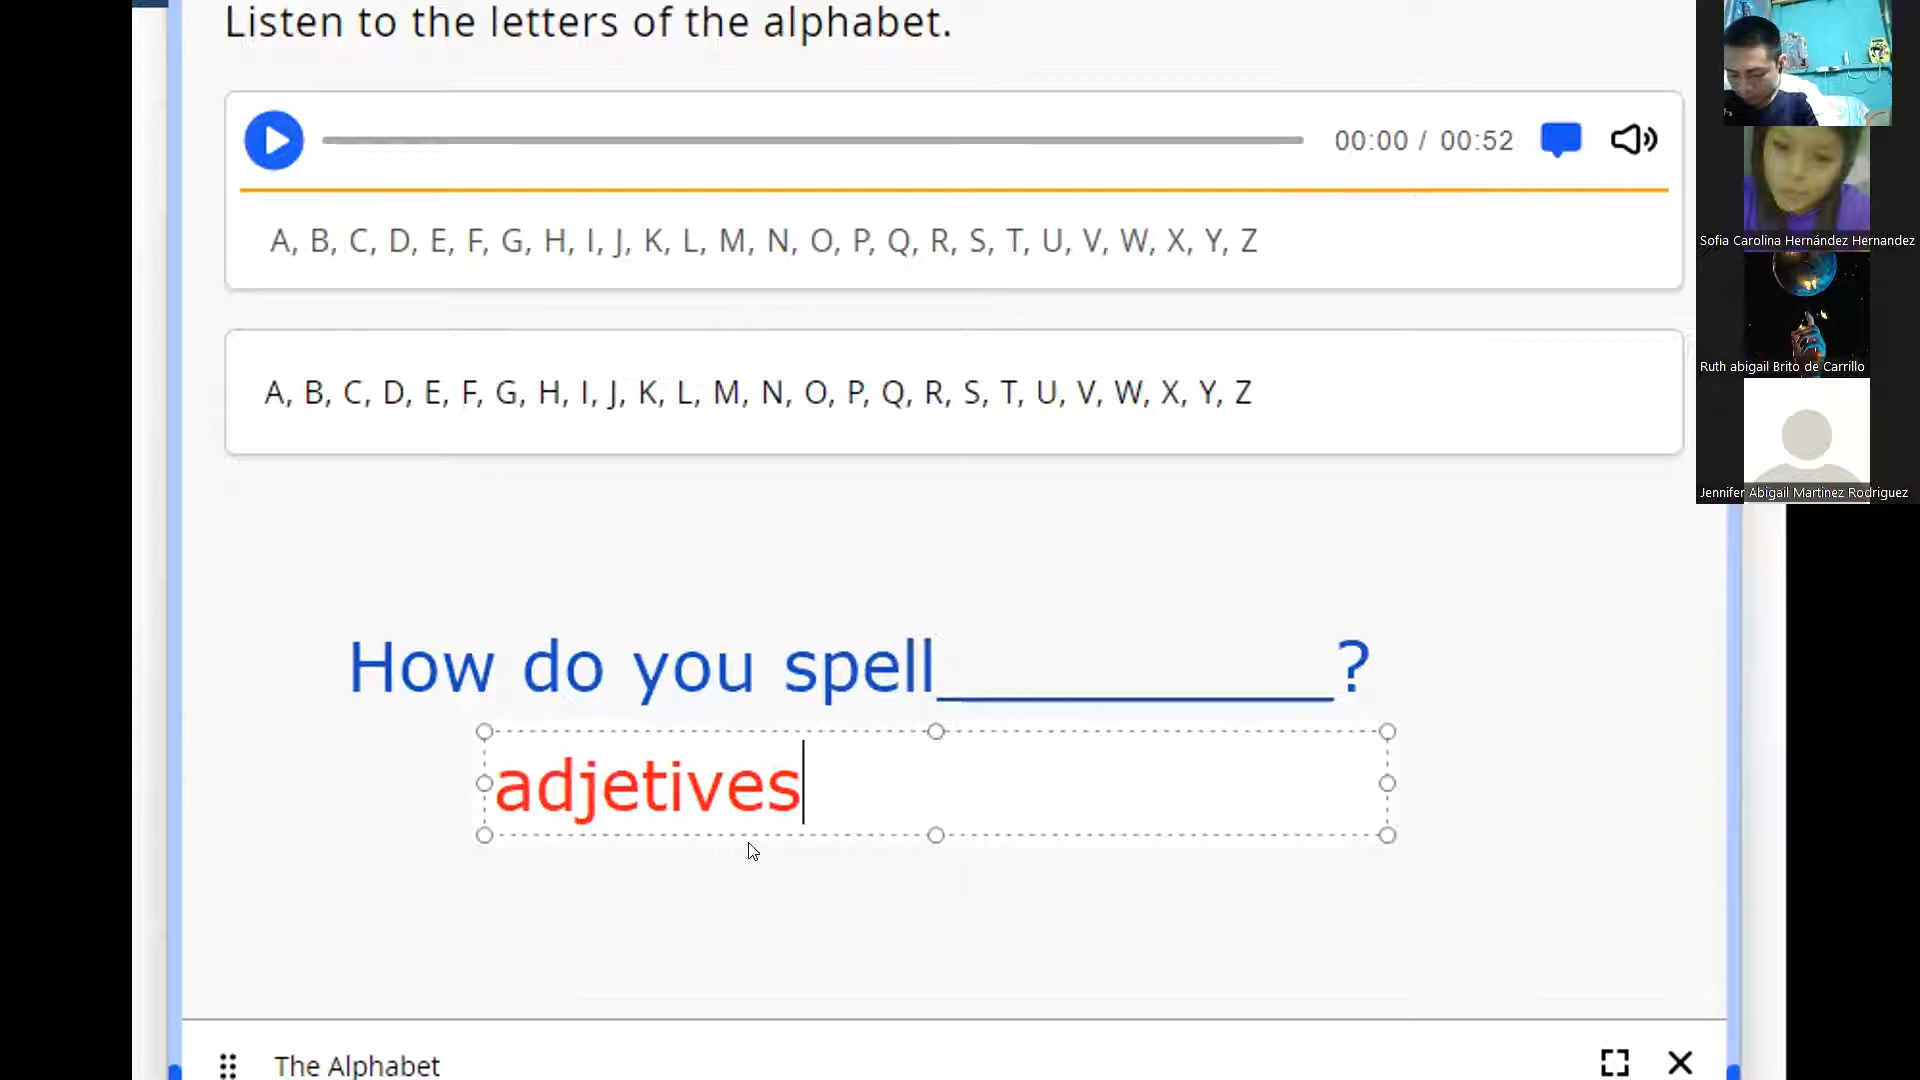 Listen to the letters of the alphabet.
00:00 / 00:52
A, B, C, D, E, F, G, H, I, J, K, L, M, N, O, P, Q, R, S, T, U, V, W, X, Y, Z
A, B, C, D, E, F, G, H, I, J, K, L, M, N, O, P, Q, R, S, T, U, V, W, X, Y, Z
How do you spell__________?
adjetives
The Alphabet
Sofia Carolina Hernández Hernandez
Ruth abigail Brito de Carrillo
Jennifer Abigail Martinez Rodriguez